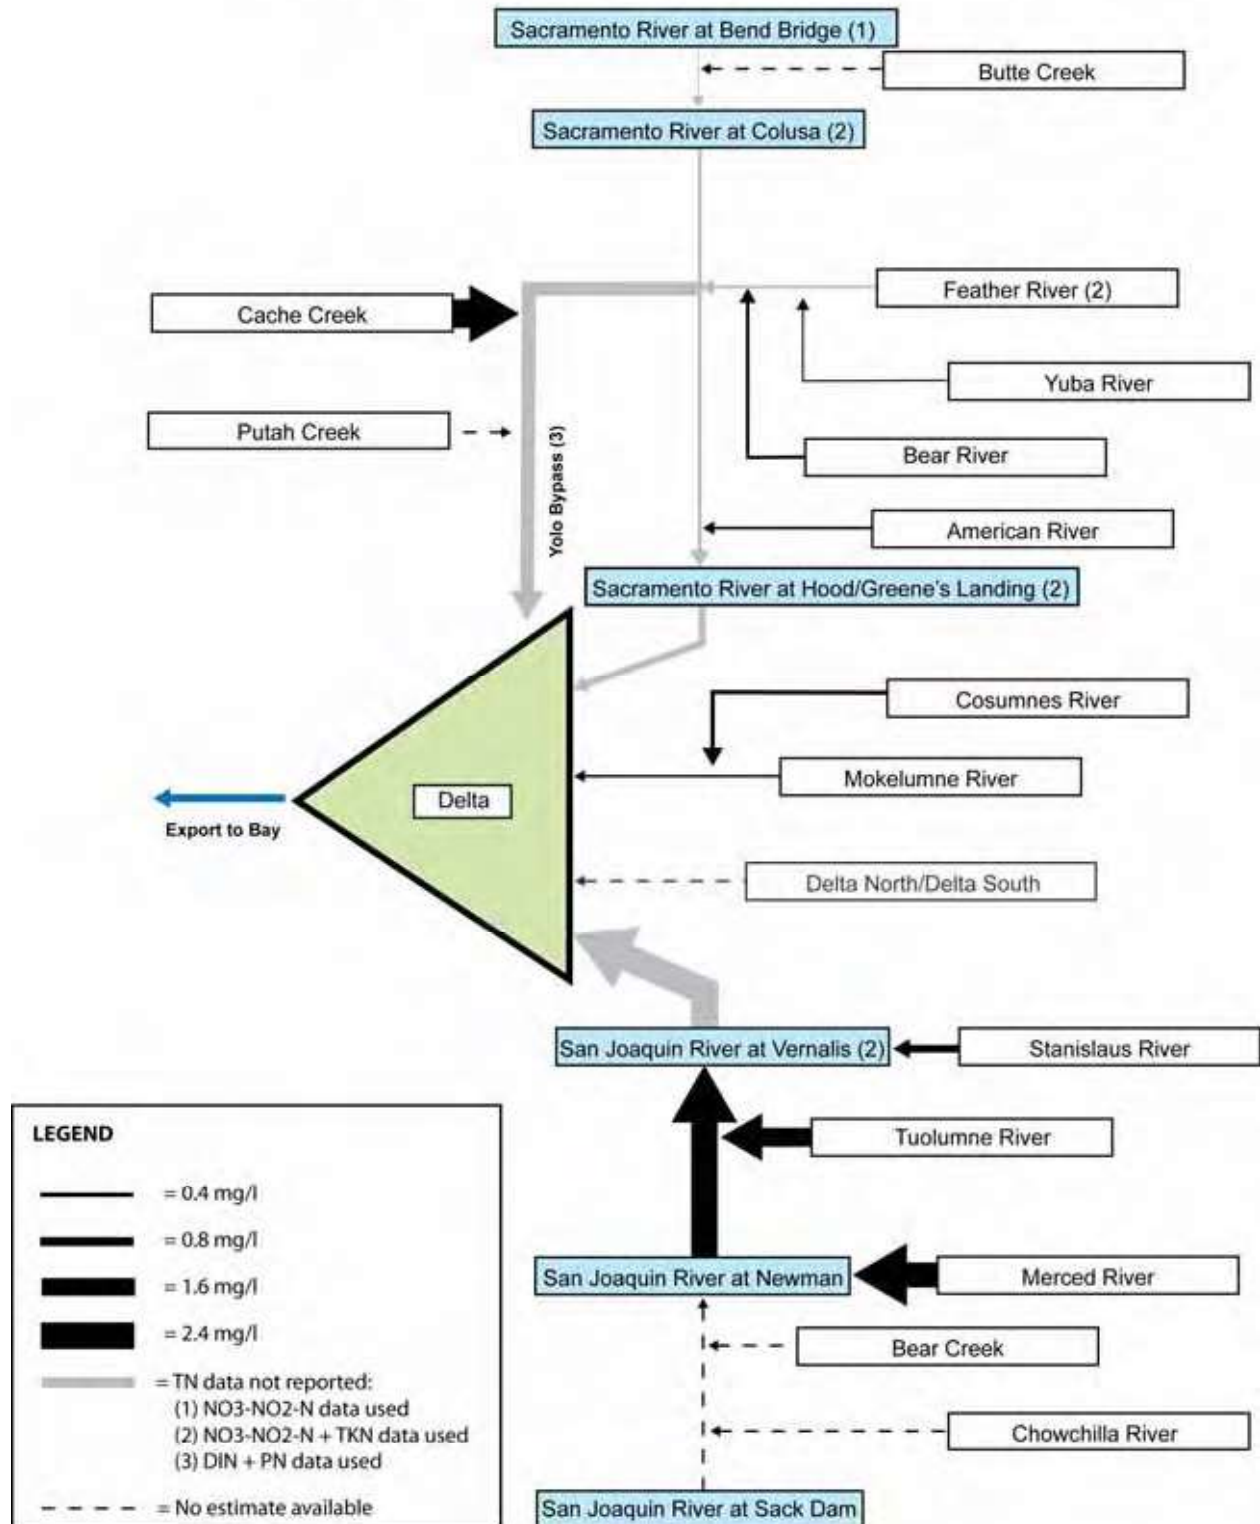 Sacramento River at Bend Bridge (1)
Butte Creek
Sacramento River at Colusa (2)
Feather River (2)
Cache Creek
Yuba River
Putah Creek
Yolo Bypass (3)
Bear River
American River
Sacramento River at Hood/Greene's Landing (2)
Cosumnes River
Mokelumne River
Delta
Export to Bay
Delta North/Delta South
San Joaquin River at Vernalis (2)
Stanislaus River
Tuolumne River
San Joaquin River at Newman
Merced River
Bear Creek
Chowchilla River
San Joaquin River at Sack Dam
LEGEND
= 0.4 mg/l
= 0.8 mg/l
= 1.6 mg/l
= 2.4 mg/l
= TN data not reported:
(1) NO3-NO2-N data used
(2) NO3-NO2-N + TKN data used
(3) DIN + PN data used
= No estimate available